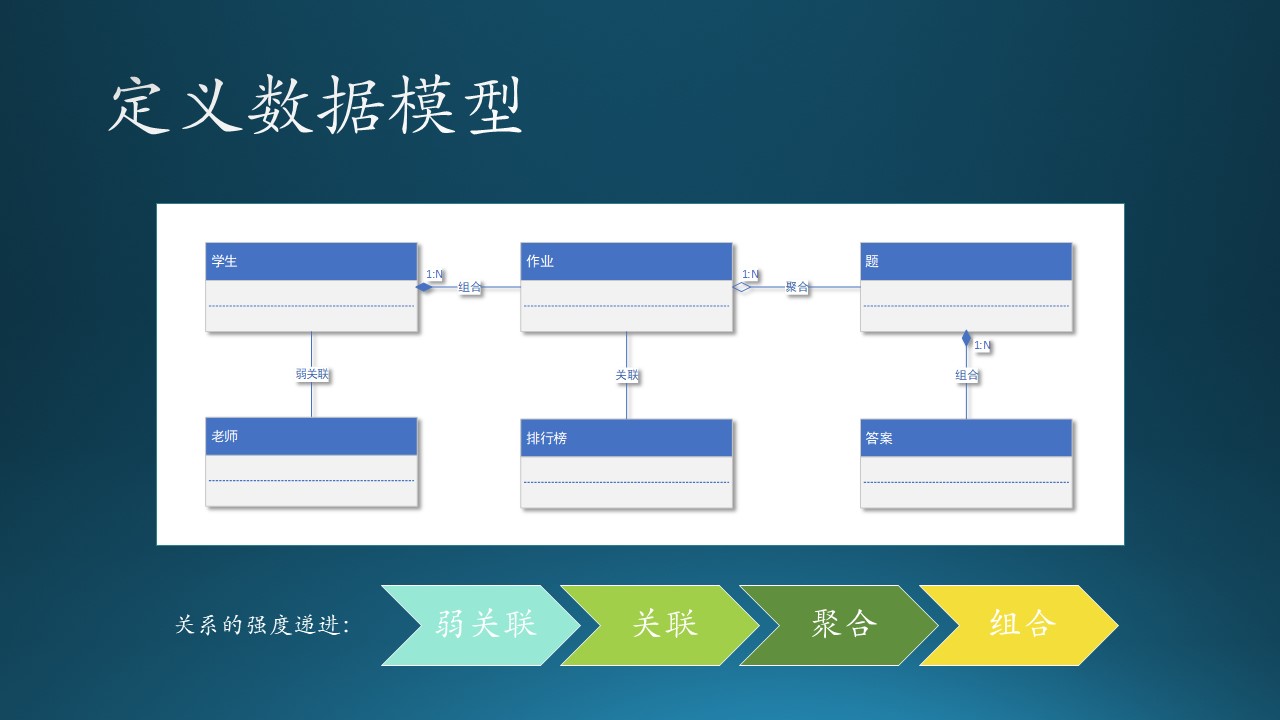 定义数据模型
学生
作业
题
1:N
组合
1:N
聚合
1:N
弱关联
关联
组合
老师
排行榜
答案
关系的强度递进：
弱关联
关联
聚合
组合